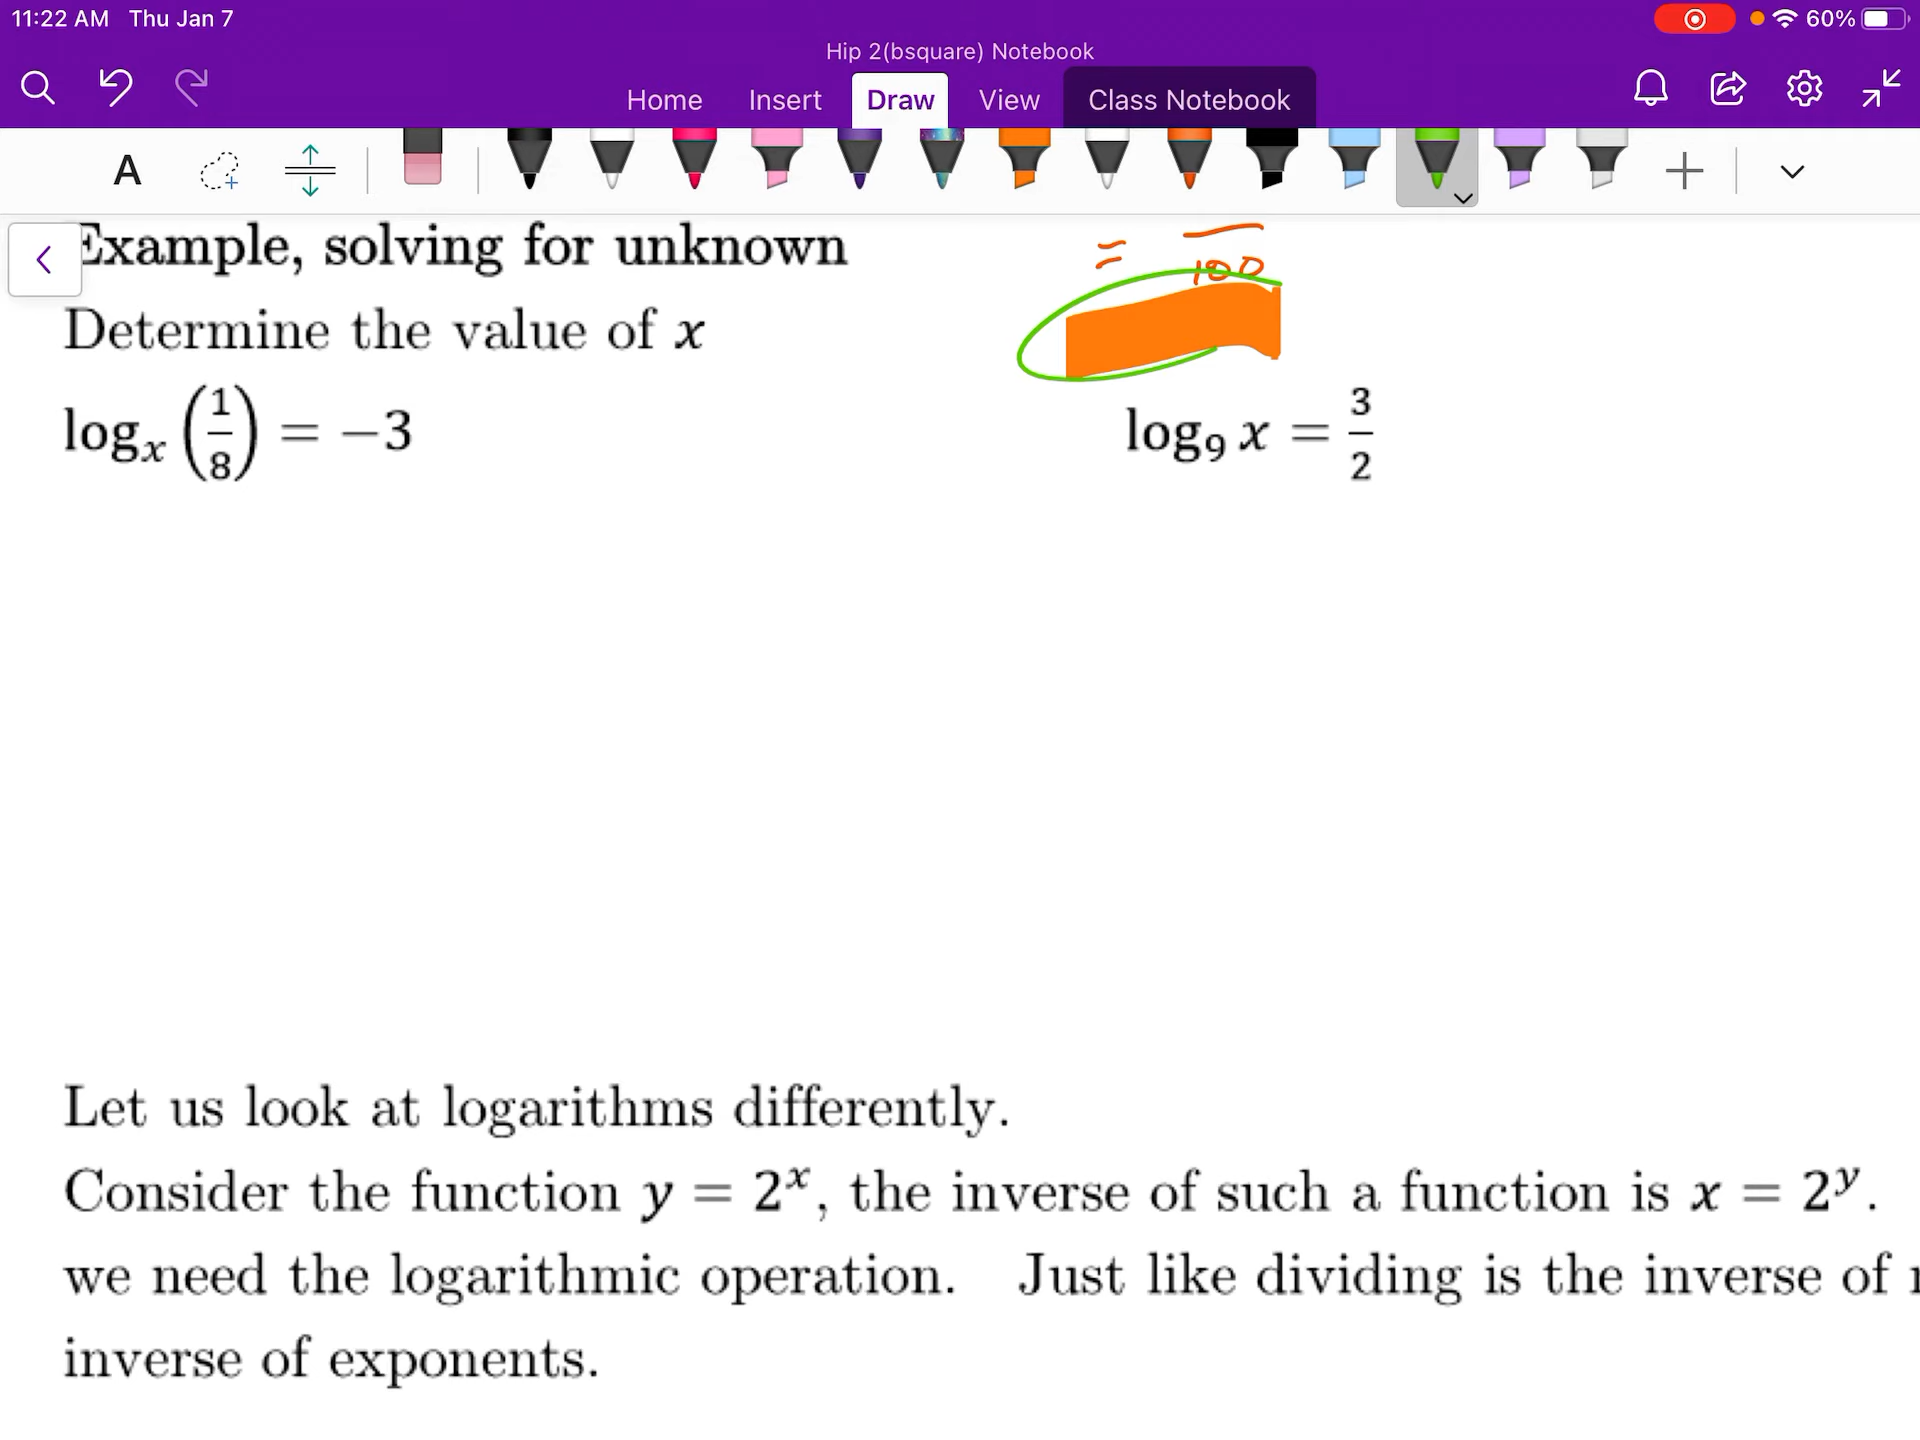 11:22 AM Thu Jan 7
60%
Hip 2(bsquare) Notebook
Home Insert Draw View Class Notebook
A
Example, solving for unknown
=
100
Determine the value of x
logₓ (1/8) = −3
log₉ x = 3/2
Let us look at logarithms differently.
Consider the function y = 2ˣ, the inverse of such a function is x = 2ʸ.
we need the logarithmic operation. Just like dividing is the inverse of
inverse of exponents.